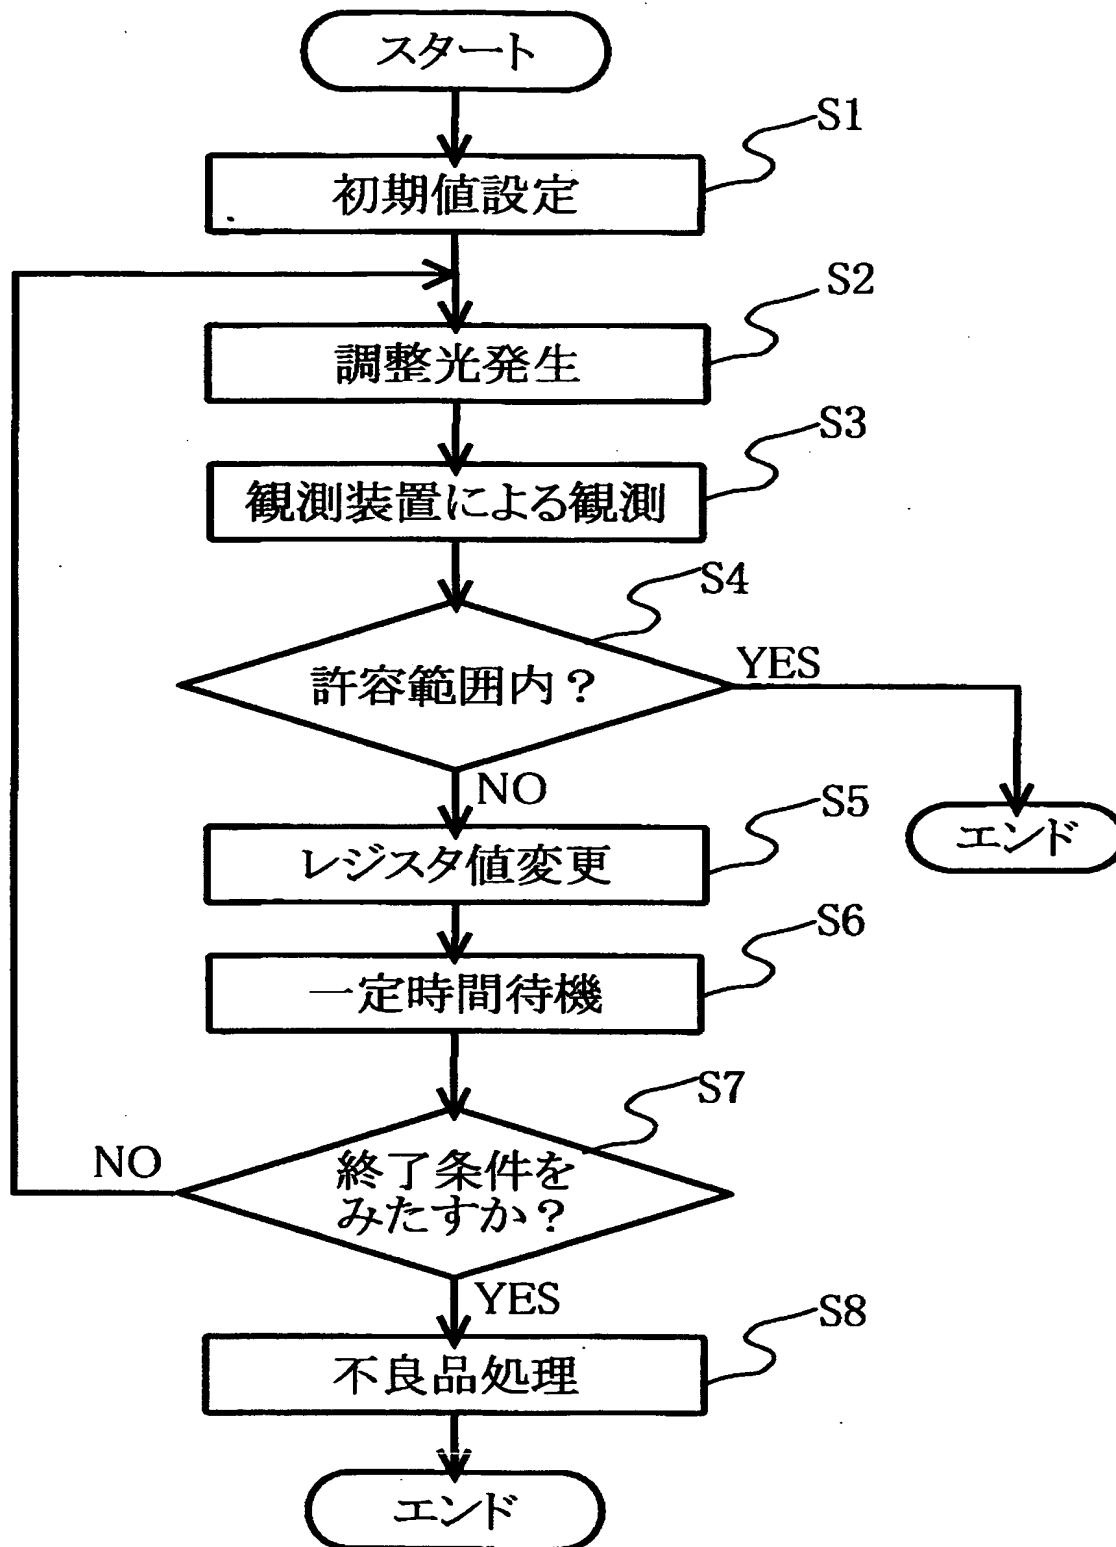 スタート
S1
初期値設定
S2
調整光発生
S3
観測装置による観測
S4
許容範囲内？
YES
NO
S5
エンド
レジスタ値変更
S6
一定時間待機
S7
NO
終了条件を
みたすか？
YES
S8
不良品処理
エンド